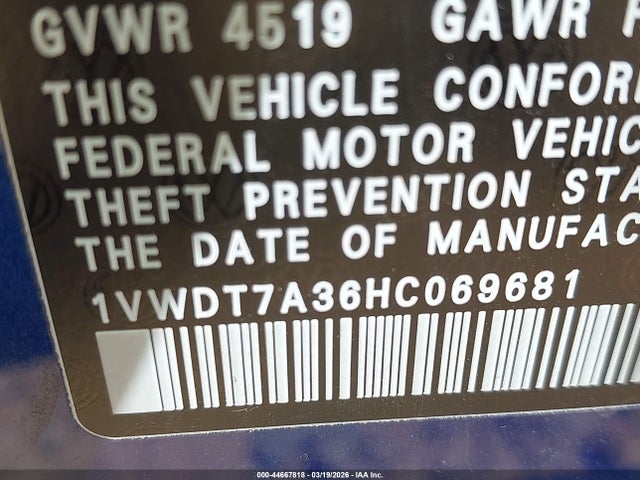 GVWR 4519 GAWR
THIS VEHICLE CONFOR
FEDERAL MOTOR VEHIC
THEFT PREVENTION STA
THE DATE OF MANUFAC
1VWDT7A36HC069681
000-44667818 - 03/19/2026 - IAA Inc.